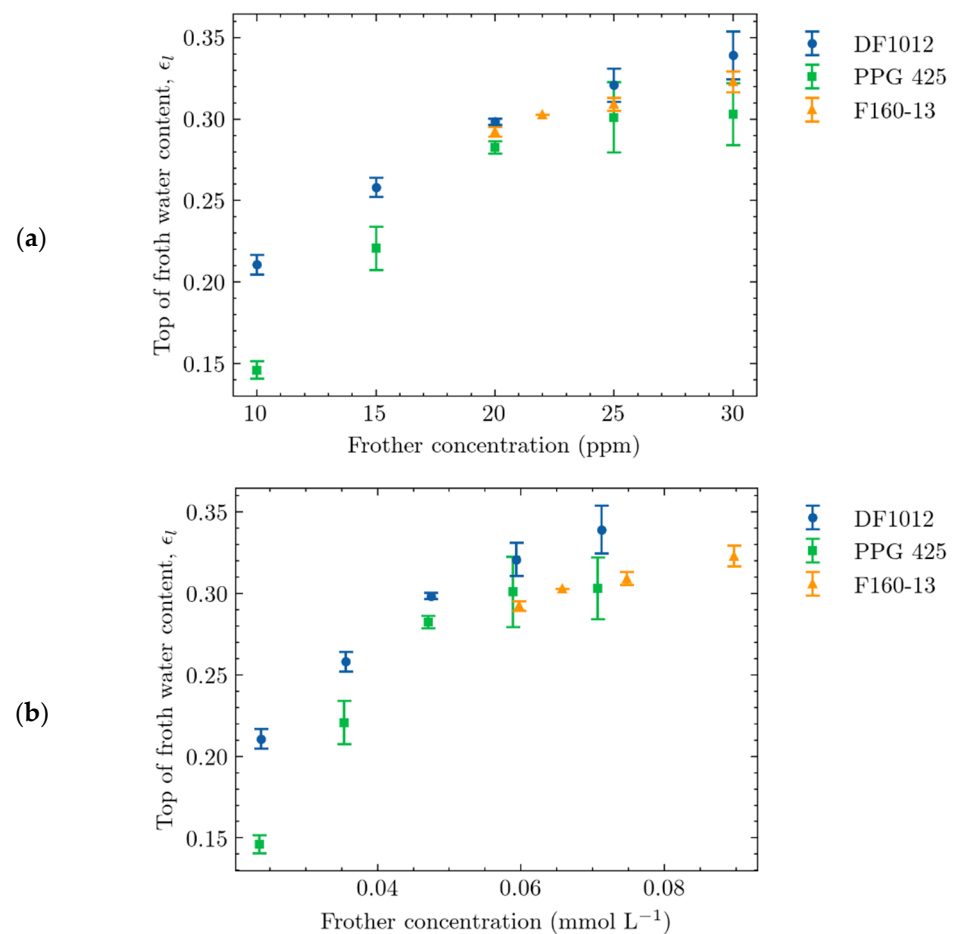 (a)
Top of froth water content, ϵₗ
0.35
0.30
0.25
0.20
0.15
10 15 20 25 30
Frother concentration (ppm)
DF1012
PPG 425
F160-13
(b)
Top of froth water content, ϵₗ
0.35
0.30
0.25
0.20
0.15
0.04 0.06 0.08
Frother concentration (mmol L⁻¹)
DF1012
PPG 425
F160-13